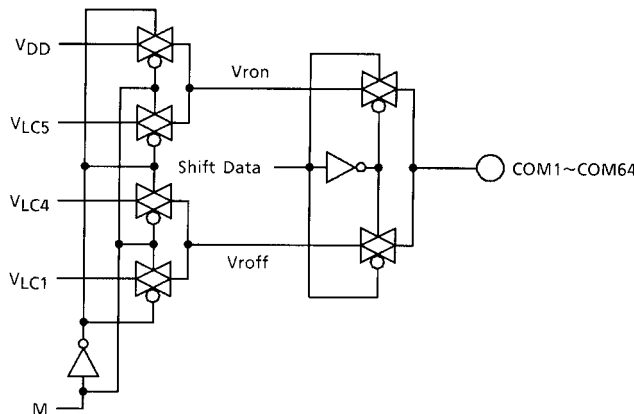 VDD
Vron
VLC5
Shift Data
COM1~COM64
VLC4
Vroff
VLC1
M